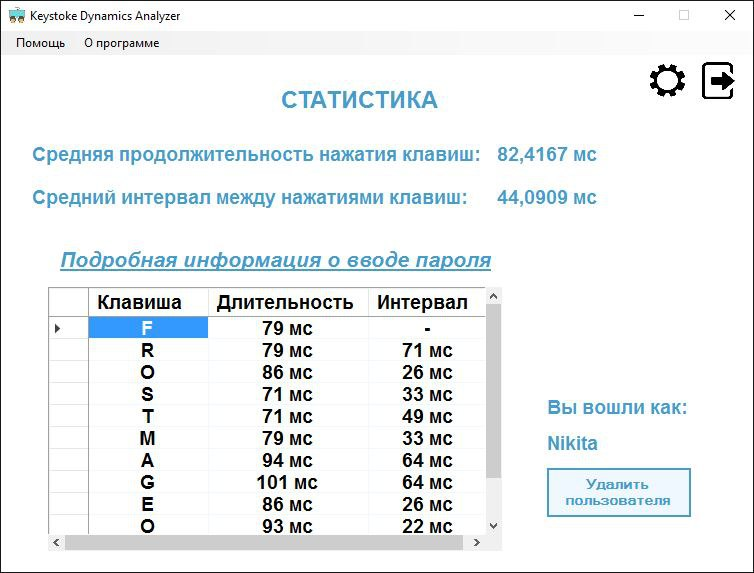 Keystoke Dynamics Analyzer
Помощь О программе
СТАТИСТИКА
Средняя продолжительность нажатия клавиш: 82,4167 мс
Средний интервал между нажатиями клавиш: 44,0909 мс
Подробная информация о вводе пароля
Клавиша Длительность Интервал
F 79 мс -
R 79 мс 71 мс
O 86 мс 26 мс
S 71 мс 33 мс
T 71 мс 49 мс
M 79 мс 33 мс
A 94 мс 64 мс
G 101 мс 64 мс
E 86 мс 26 мс
O 93 мс 22 мс
Вы вошли как:
Nikita
Удалить
пользователя